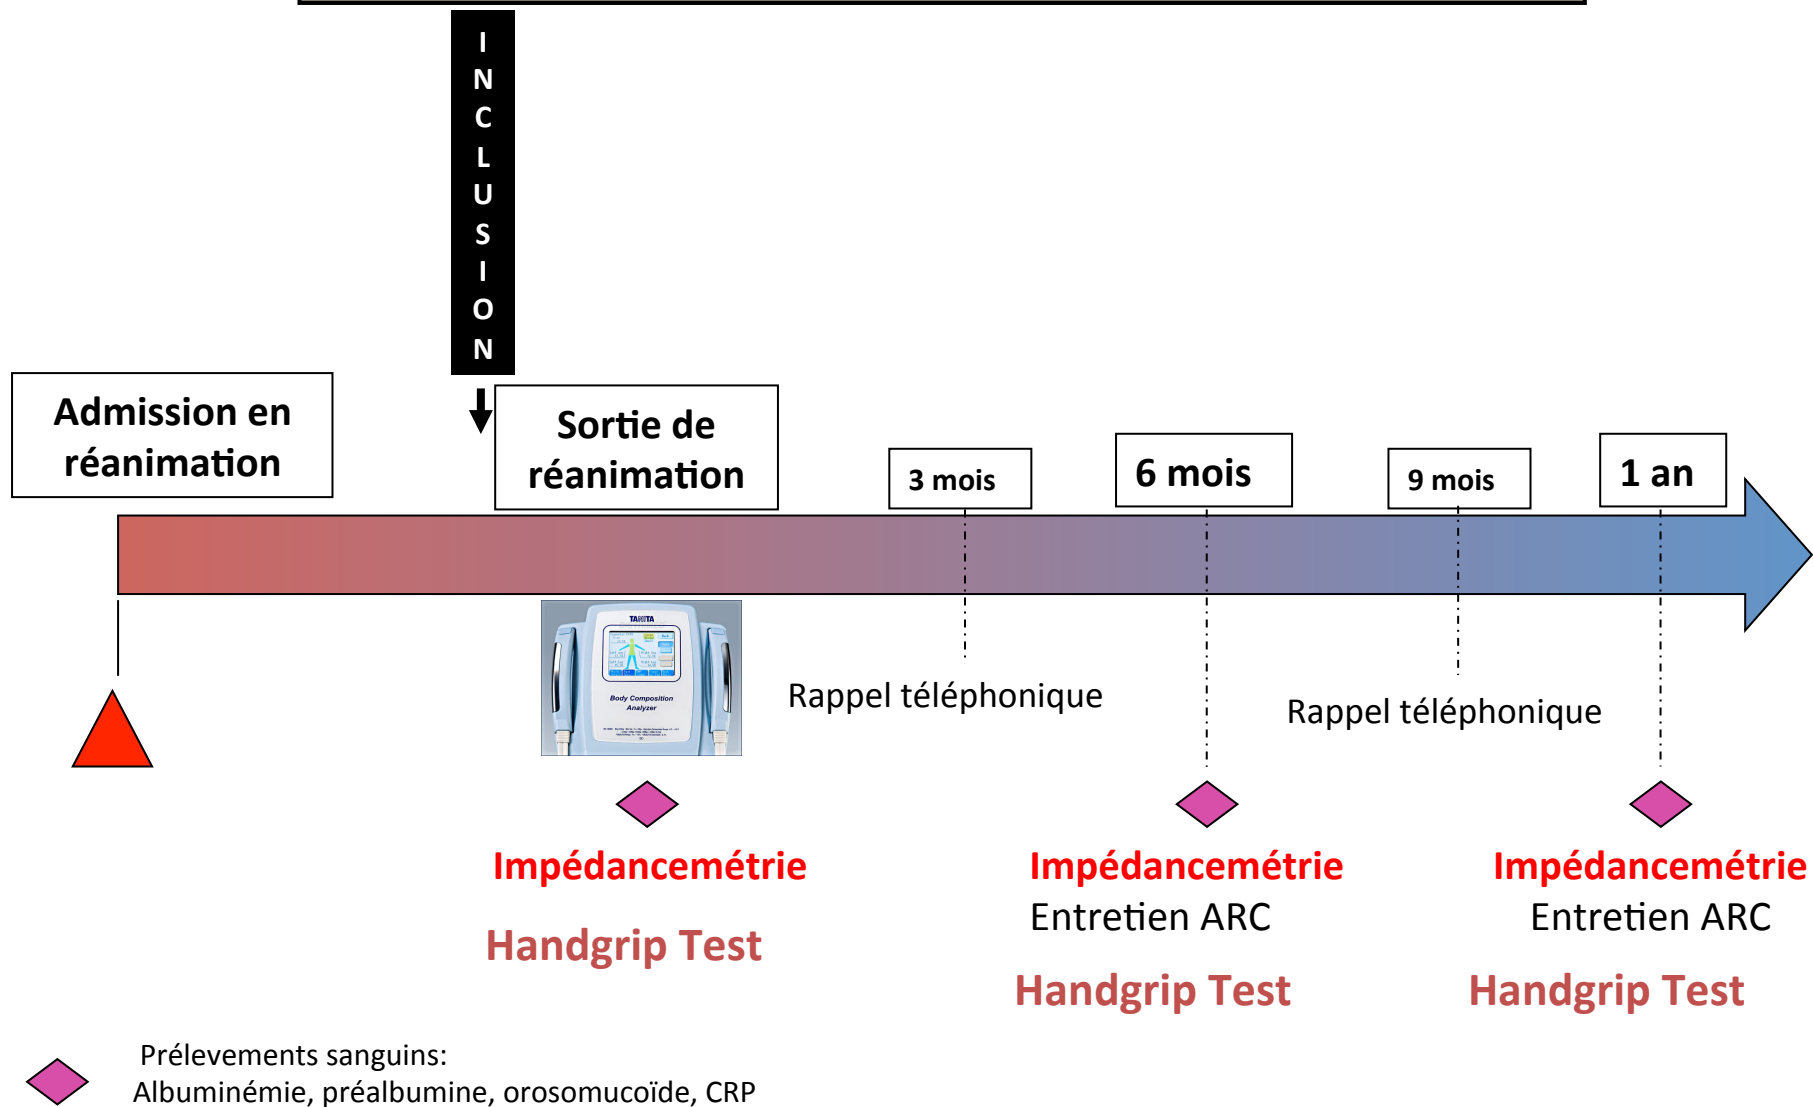 INCLUSION
Admission en
réanimation
Sortie de
réanimation
3 mois
6 mois
9 mois
1 an
TANITA
Body Composition
Analyzer
Rappel téléphonique
Rappel téléphonique
Impédancemétrie
Handgrip Test
Impédancemétrie
Entretien ARC
Handgrip Test
Impédancemétrie
Entretien ARC
Handgrip Test
Prélevements sanguins:
Albuminémie, préalbumine, orosomucoïde, CRP